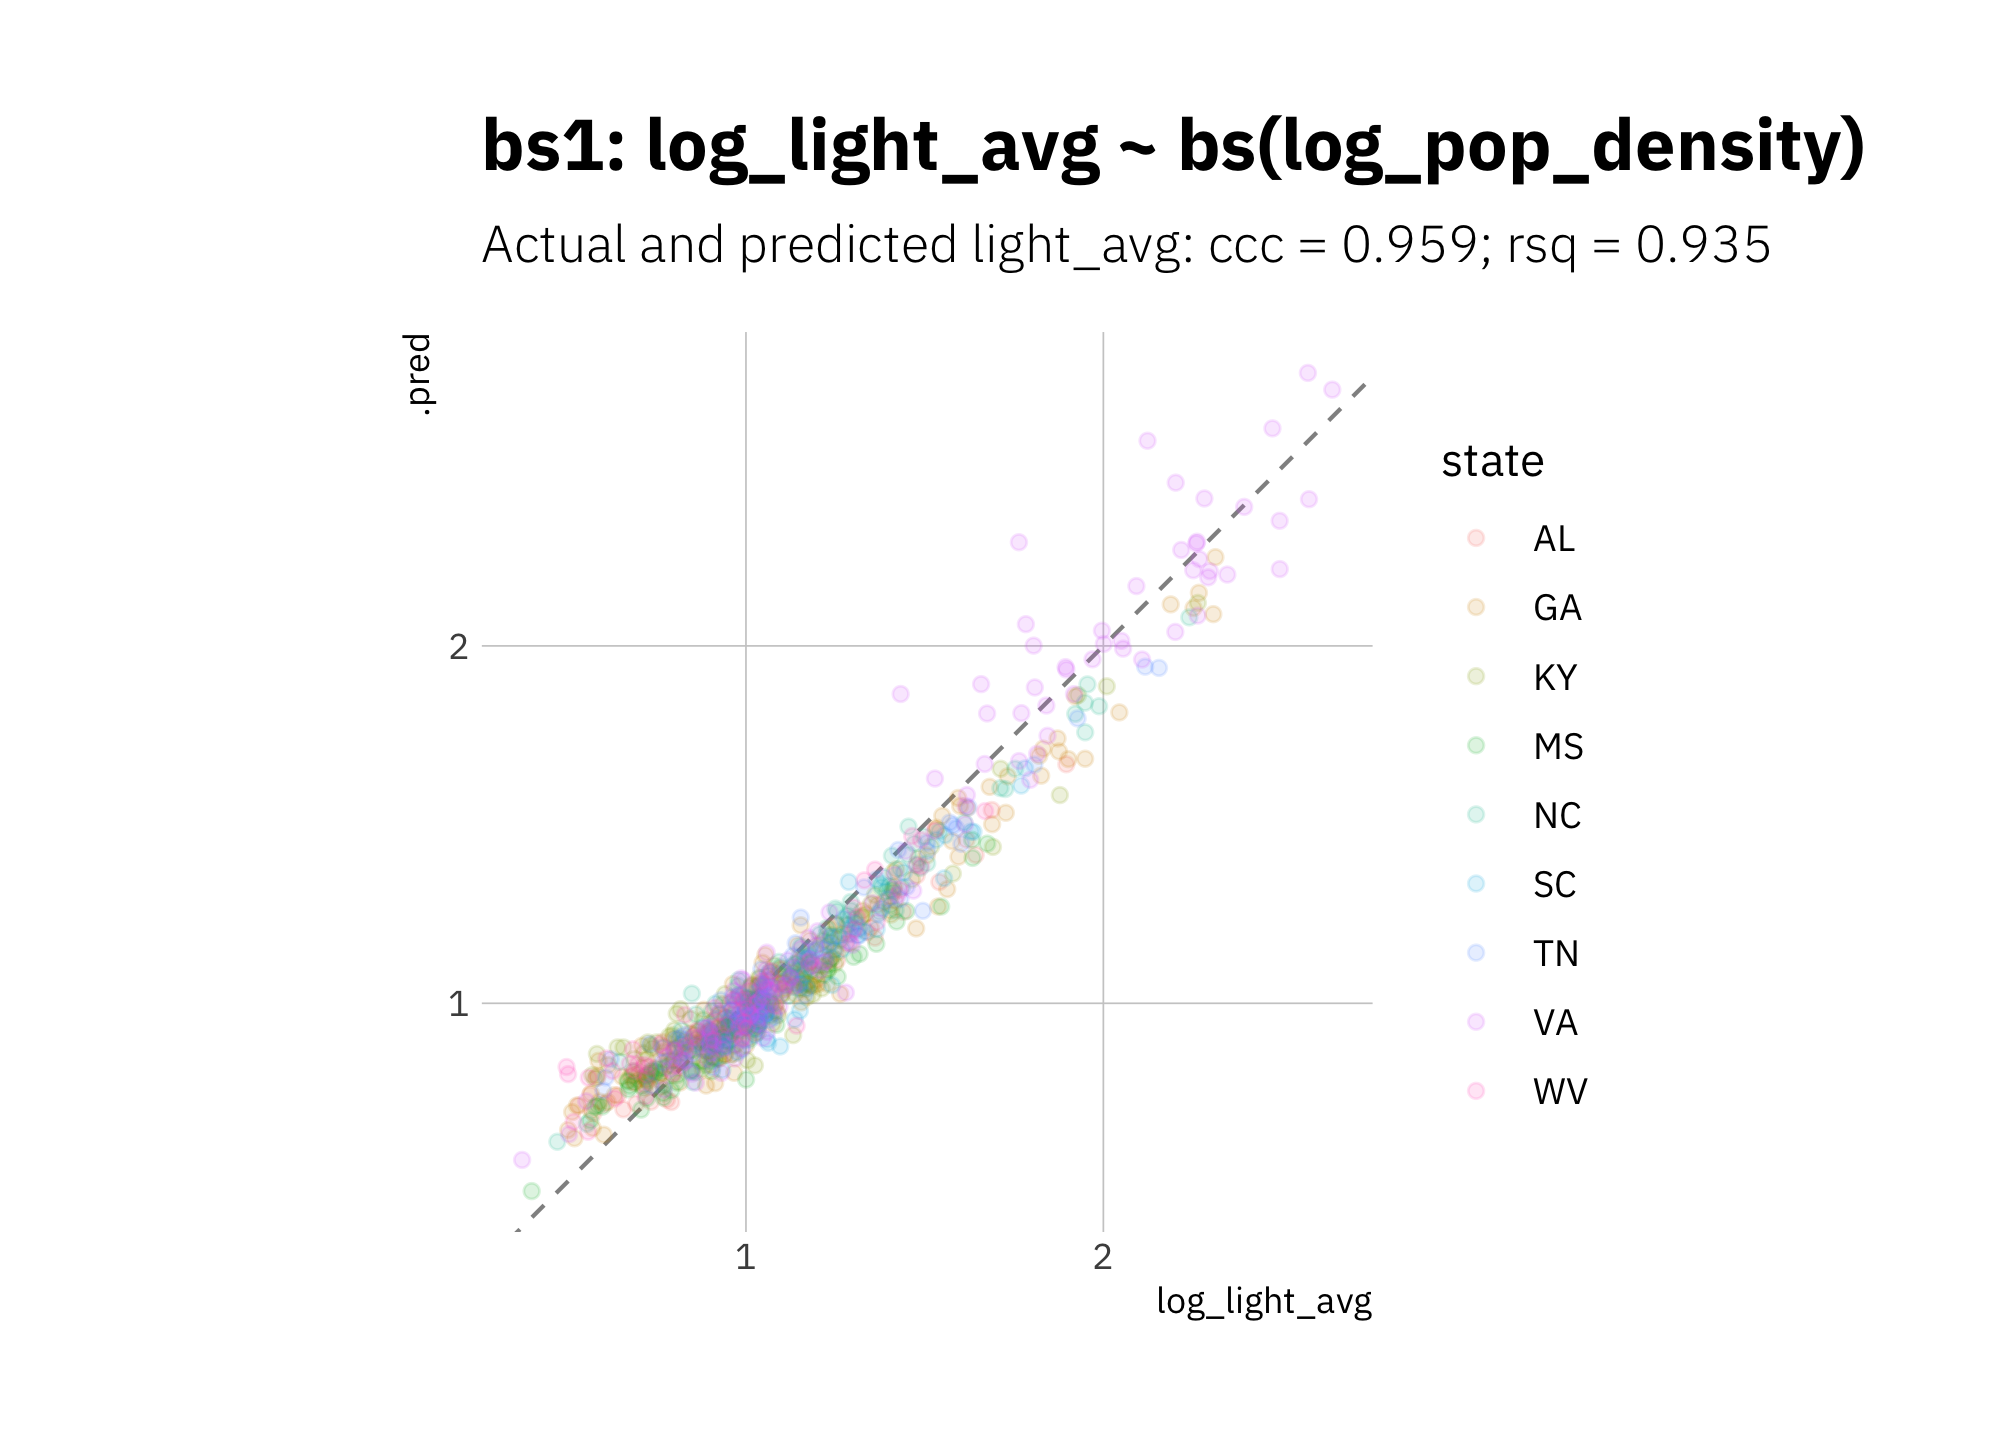 bs1: log_light_avg ~ bs(log_pop_density)
Actual and predicted light_avg: ccc = 0.959; rsq = 0.935
.pred
2
1
1
2
log_light_avg
state
AL
GA
KY
MS
NC
SC
TN
VA
WV